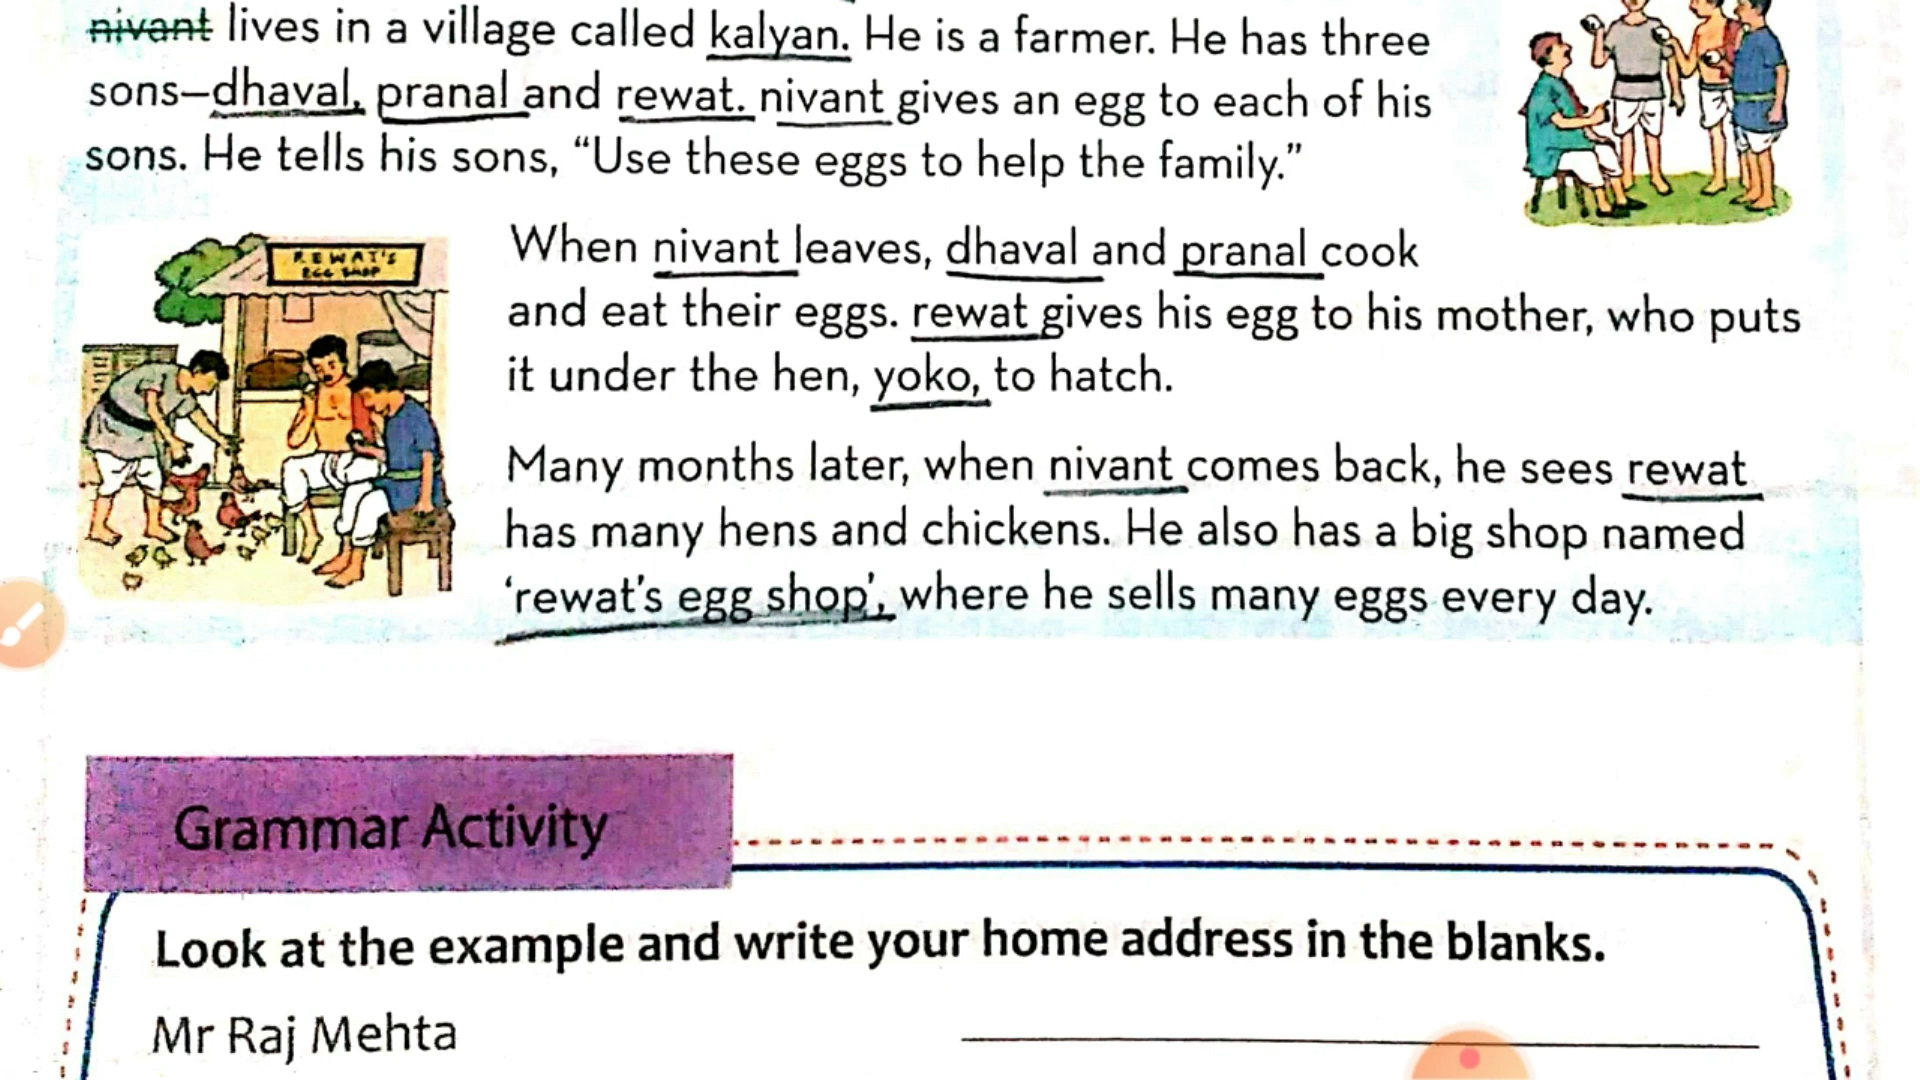 nivant lives in a village called kalyan. He is a farmer. He has three
sons—dhaval, pranal and rewat. nivant gives an egg to each of his
sons. He tells his sons, “Use these eggs to help the family.”
REWAT'S
EGG SHOP
When nivant leaves, dhaval and pranal cook
and eat their eggs. rewat gives his egg to his mother, who puts
it under the hen, yoko, to hatch.
Many months later, when nivant comes back, he sees rewat
has many hens and chickens. He also has a big shop named
‘rewat’s egg shop’, where he sells many eggs every day.
Grammar Activity
Look at the example and write your home address in the blanks.
Mr Raj Mehta